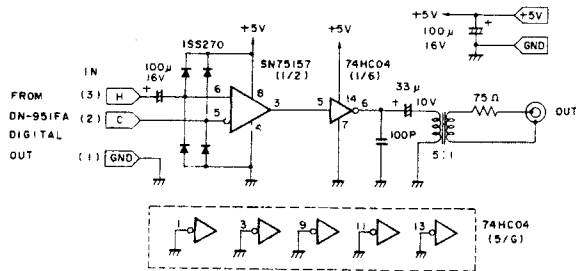 +5V
+5V
100μ
16V
GND
1SS270
+5V
+5V
SN75157
(1/2)
74HC04
(1/6)
IN
100μ
16V
FROM
(3)
H
6
8
3
5
14
6
33μ
10V
75Ω
OUT
DN-951FA
(2)
C
5
DIGITAL
7
100P
5:1
OUT
(1)
GND
1
3
9
11
13
74HC04
(5/6)